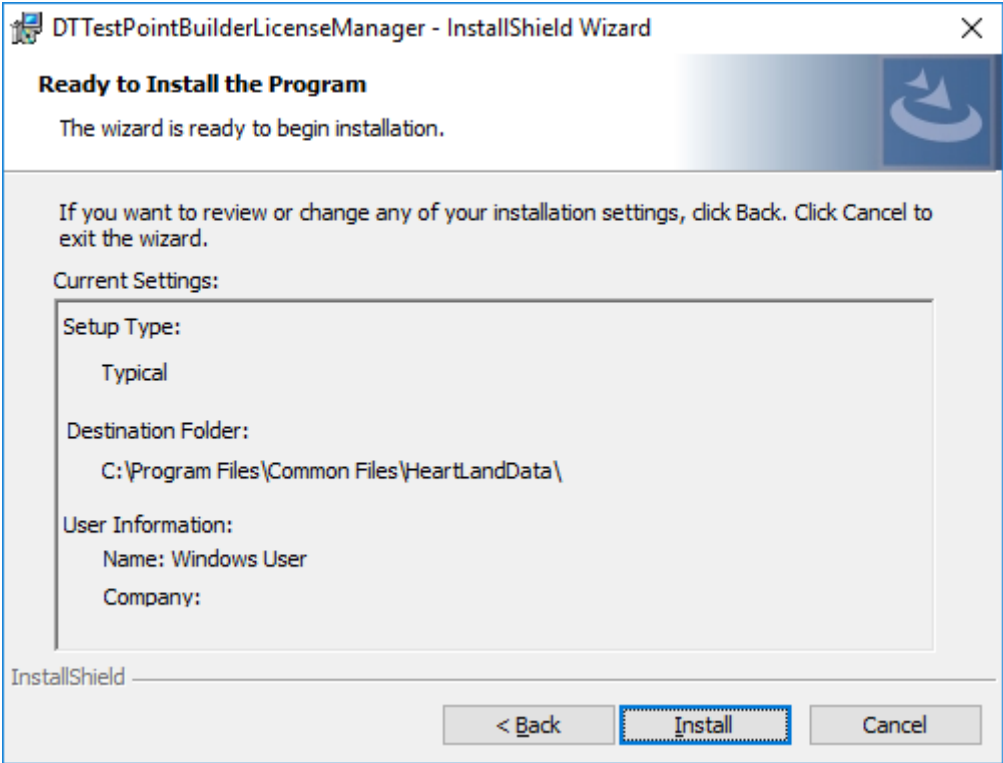 DTTestPointBuilderLicenseManager - InstallShield Wizard
Ready to Install the Program
The wizard is ready to begin installation.
If you want to review or change any of your installation settings, click Back. Click Cancel to
exit the wizard.
Current Settings:
Setup Type:
Typical
Destination Folder:
C:\Program Files\Common Files\HeartLandData\
User Information:
Name: Windows User
Company:
InstallShield
< Back
Install
Cancel